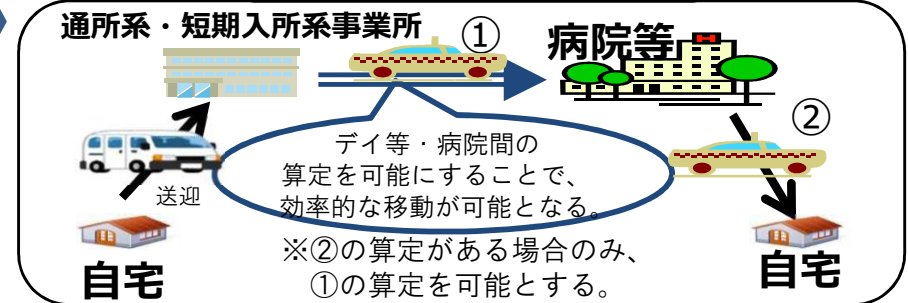 通所系・短期入所系事業所
①
病院等
②
デイ等・病院間の
算定を可能にすることで、
効率的な移動が可能となる。
送迎
※②の算定がある場合のみ、
①の算定を可能とする。
自宅
自宅